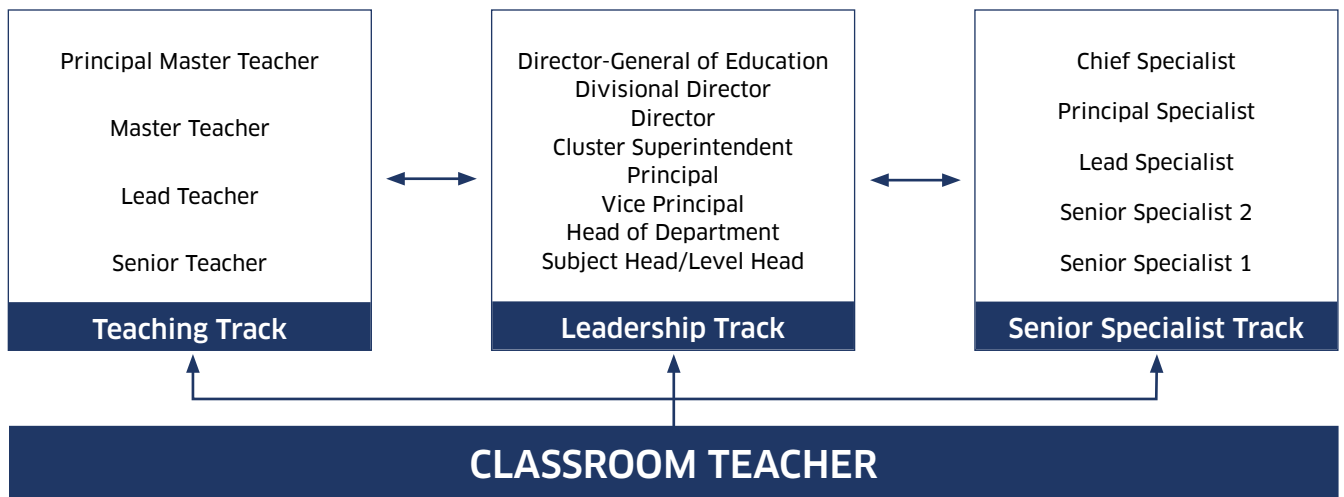 Principal Master Teacher
Master Teacher
Lead Teacher
Senior Teacher
Teaching Track
Director-General of Education
Divisional Director
Director
Cluster Superintendent
Principal
Vice Principal
Head of Department
Subject Head/Level Head
Leadership Track
Chief Specialist
Principal Specialist
Lead Specialist
Senior Specialist 2
Senior Specialist 1
Senior Specialist Track
CLASSROOM TEACHER